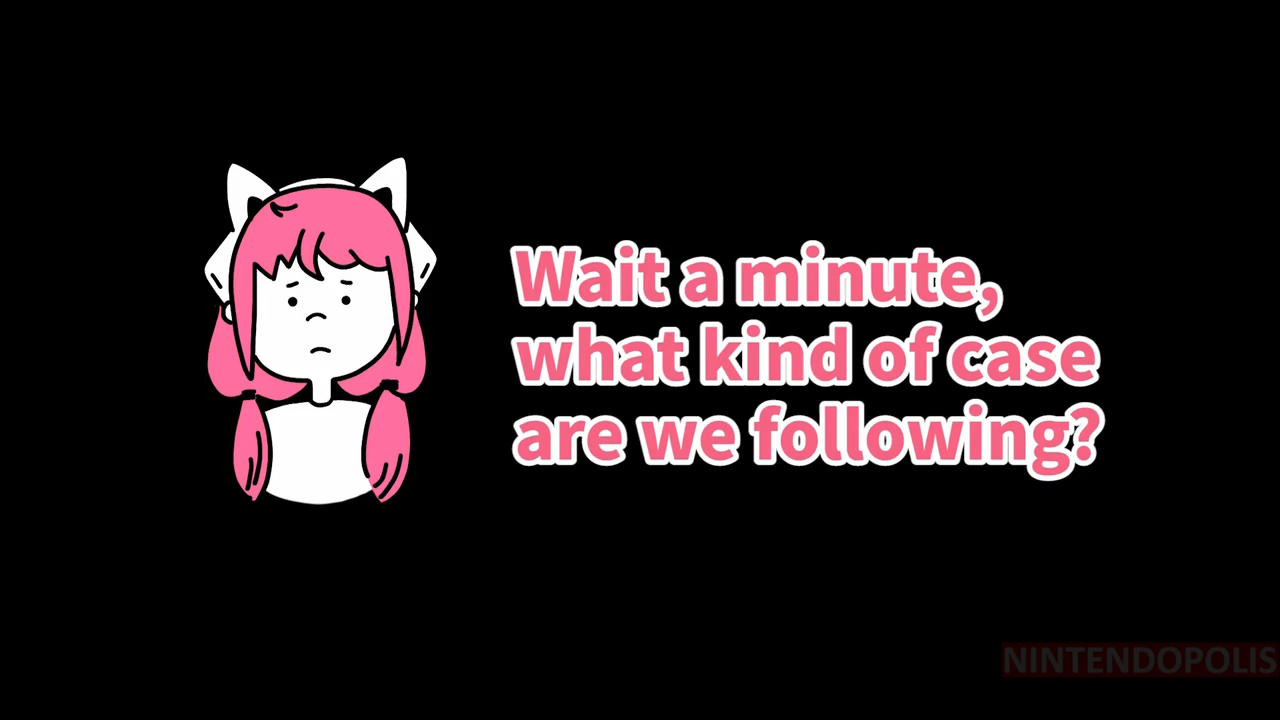 Wait a minute,
what kind of case
are we following?
NINTENDOPOLIS